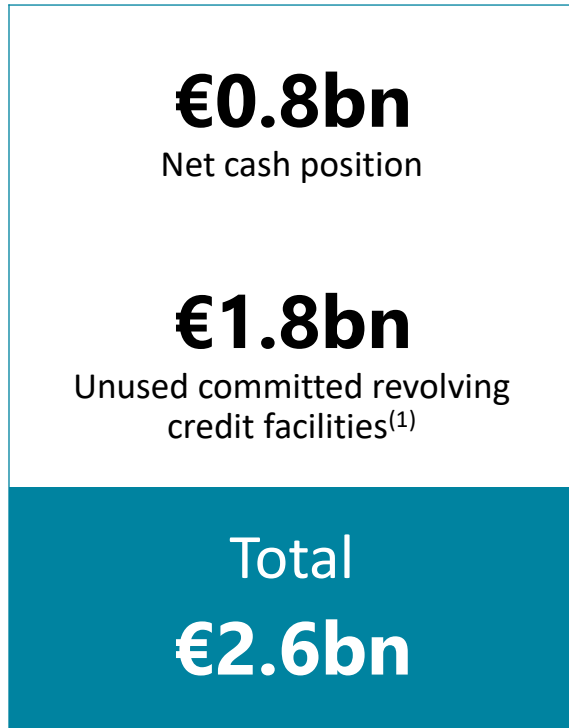 €0.8bn
Net cash position
€1.8bn
Unused committed revolving
credit facilities(1)
Total
€2.6bn